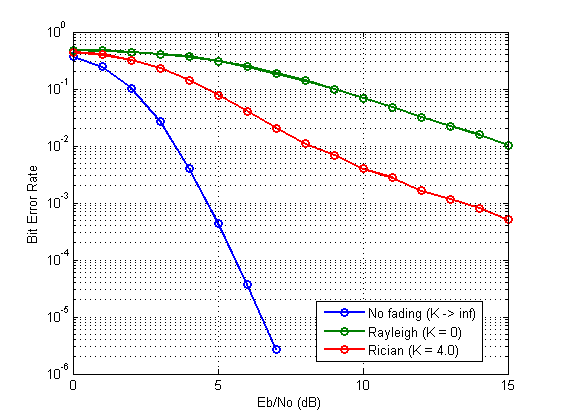 10^0
10^-1
10^-2
10^-3
10^-4
10^-5
10^-6
Bit Error Rate
No fading (K -> inf)
Rayleigh (K = 0)
Rician (K = 4.0)
0 5 10 15
Eb/No (dB)